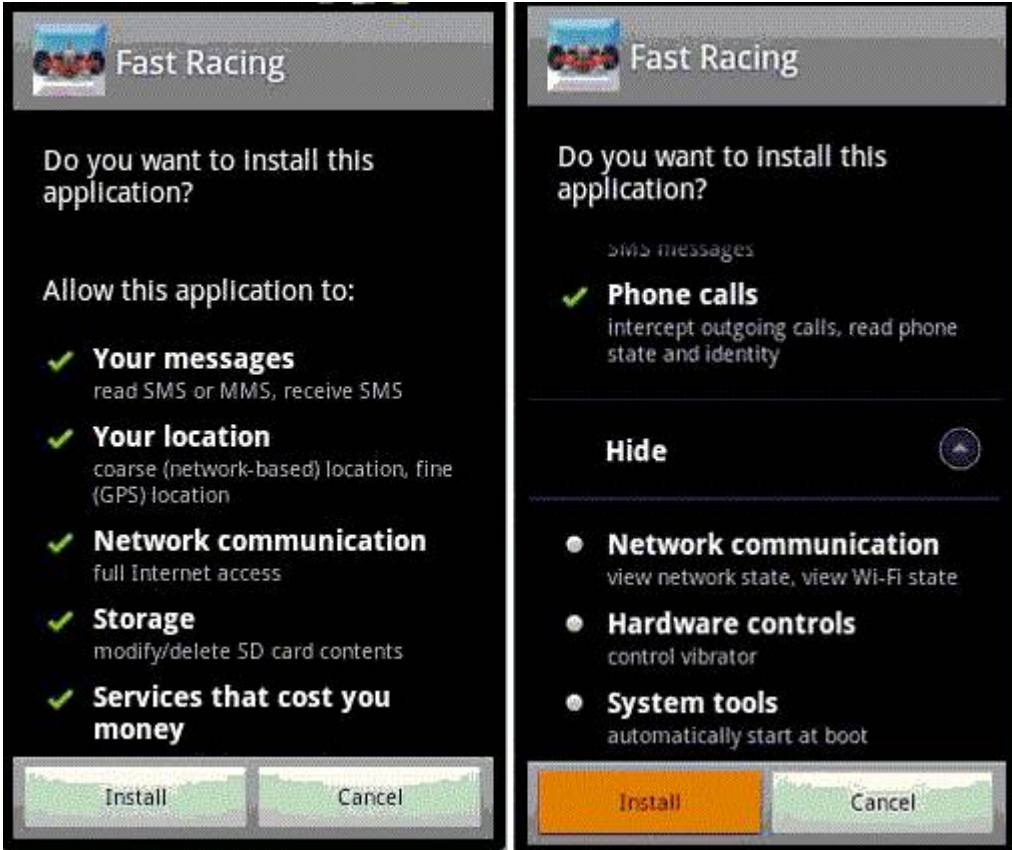 Fast Racing
Do you want to install this
application?
Allow this application to:
Your messages
read SMS or MMS, receive SMS
Your location
coarse (network-based) location, fine
(GPS) location
Network communication
full Internet access
Storage
modify/delete SD card contents
Services that cost you
money
Install
Cancel
Fast Racing
Do you want to install this
application?
SMS messages
Phone calls
intercept outgoing calls, read phone
state and identity
Hide
Network communication
view network state, view Wi-Fi state
Hardware controls
control vibrator
System tools
automatically start at boot
Install
Cancel